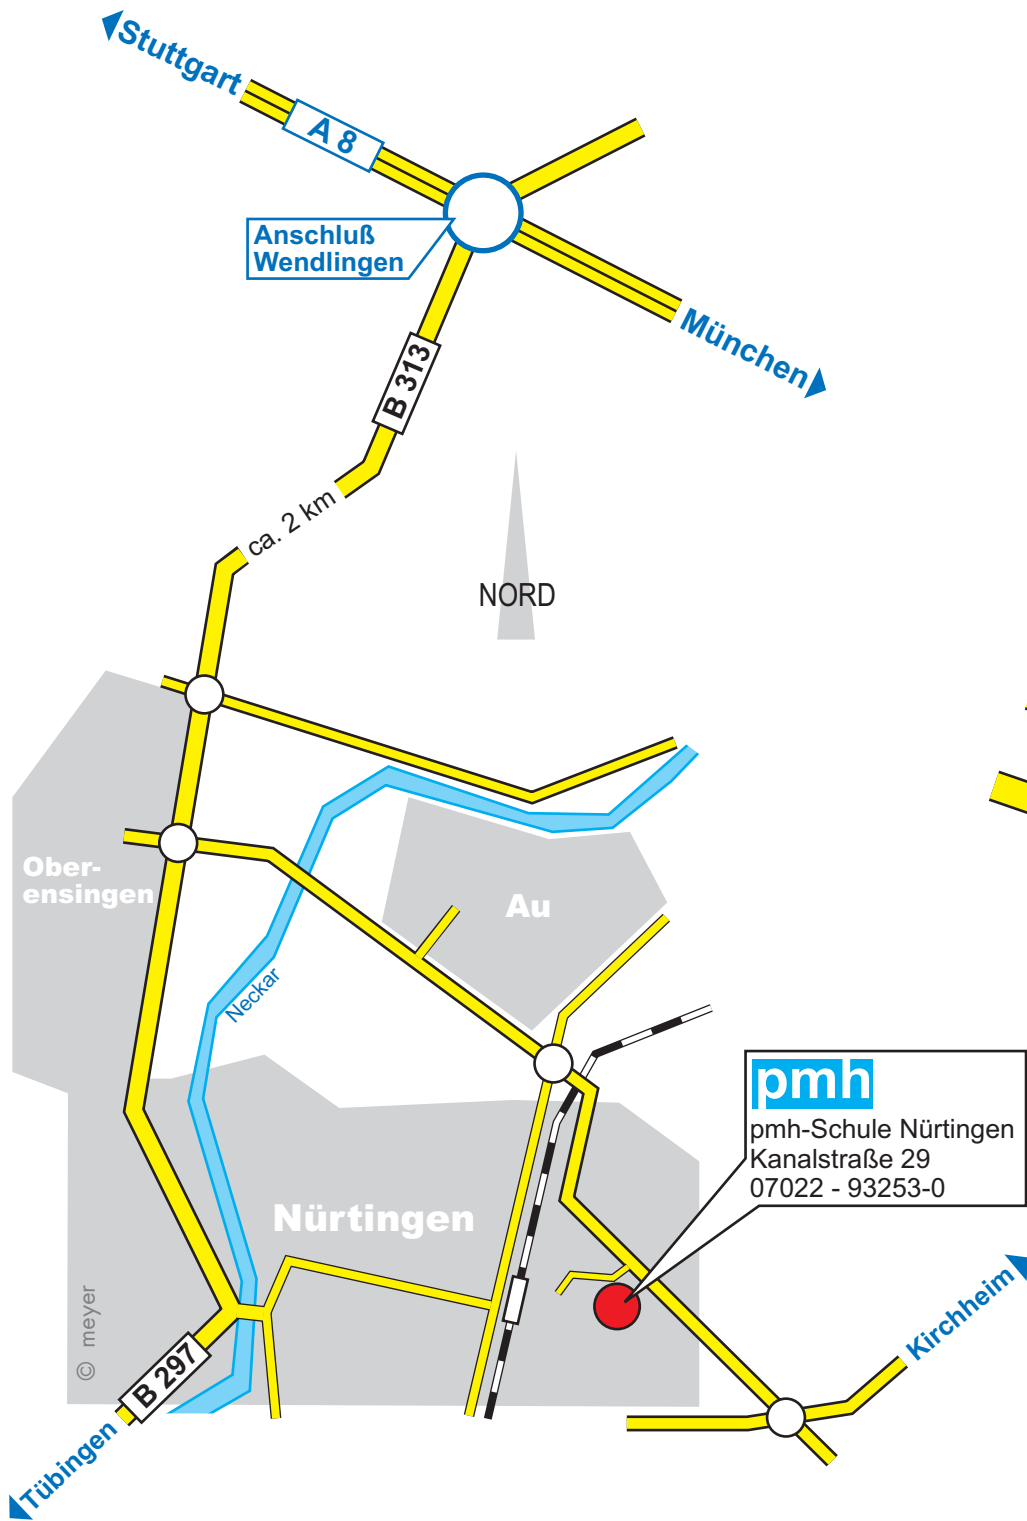 Stuttgart
A 8
Anschluß
Wendlingen
München
B 313
ca. 2 km
NORD
Ober-
ensingen
Au
Neckar
pmh
pmh-Schule Nürtingen
Kanalstraße 29
07022 - 93253-0
Nürtingen
Kirchheim
© meyer
B 297
Tübingen